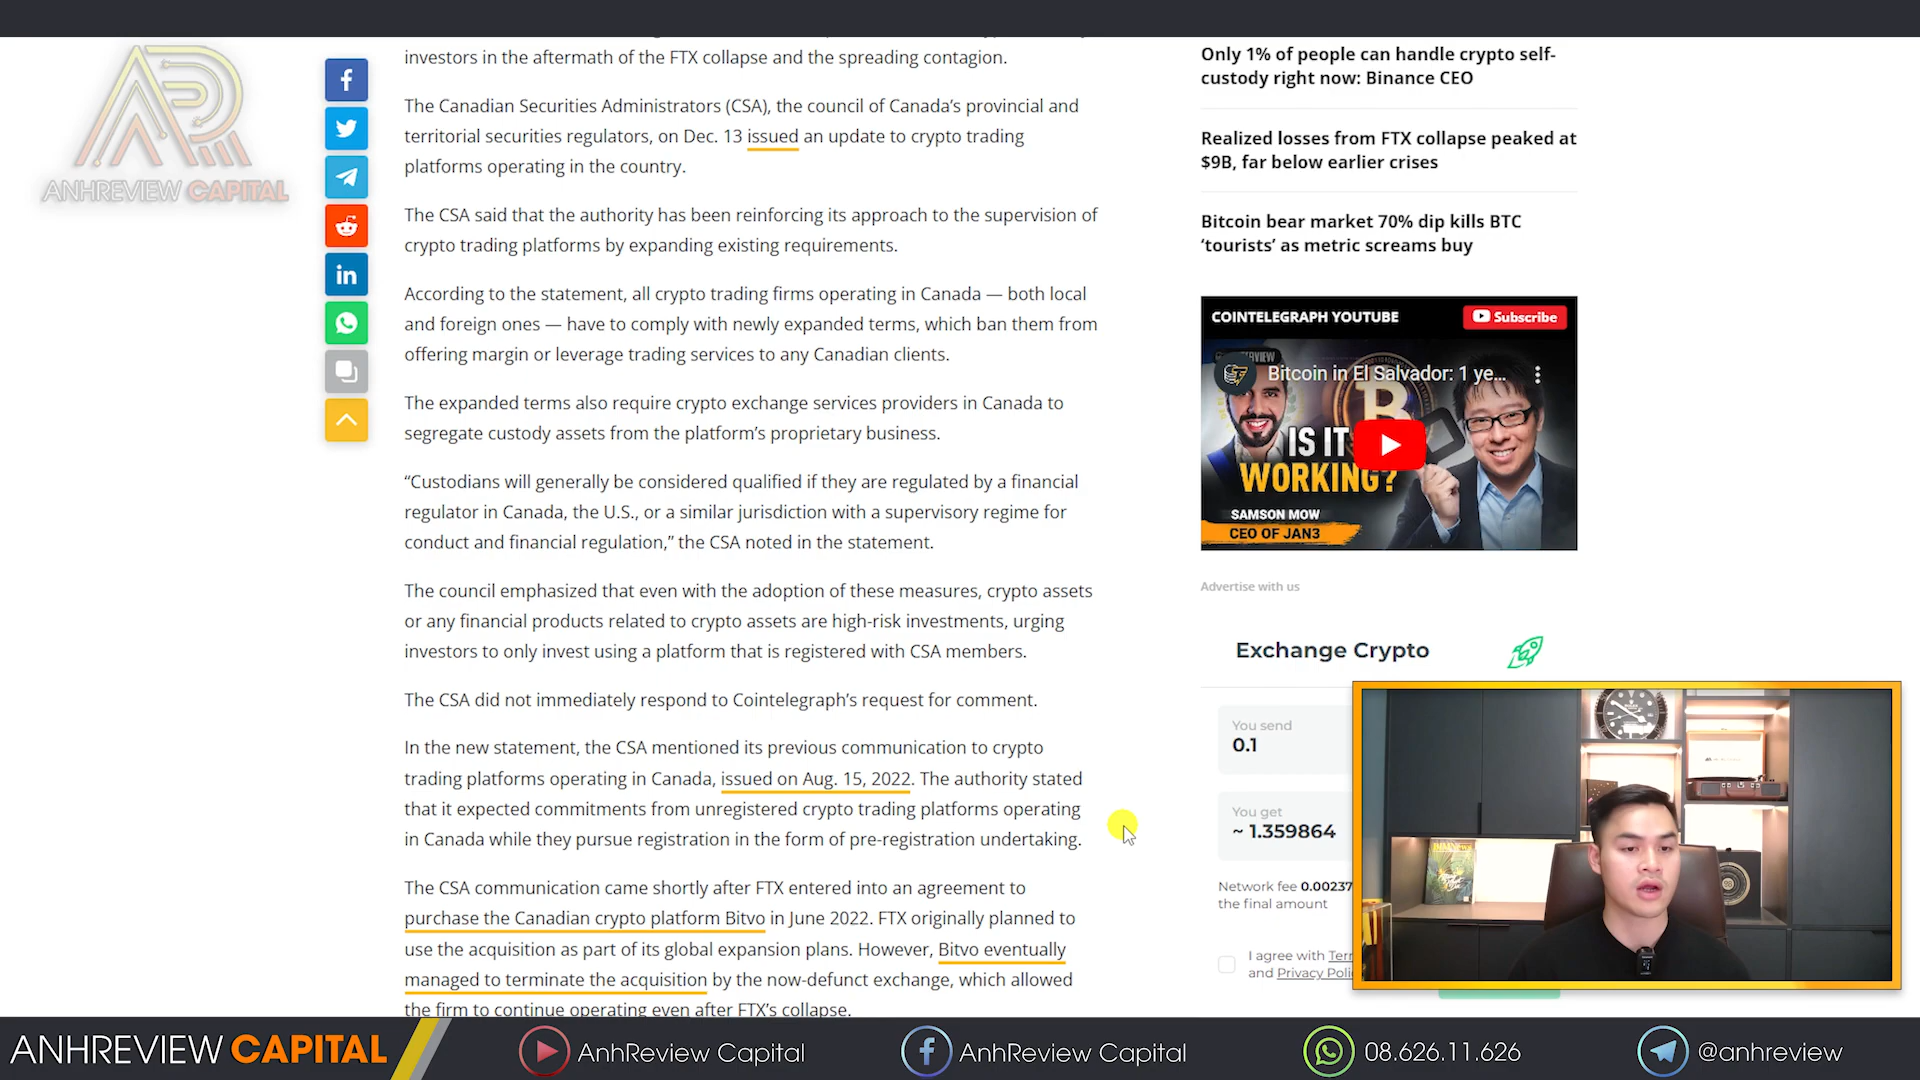 ANHREVIEW CAPITAL
investors in the aftermath of the FTX collapse and the spreading contagion.
The Canadian Securities Administrators (CSA), the council of Canada’s provincial and
territorial securities regulators, on Dec. 13 issued an update to crypto trading
platforms operating in the country.
The CSA said that the authority has been reinforcing its approach to the supervision of
crypto trading platforms by expanding existing requirements.
According to the statement, all crypto trading firms operating in Canada — both local
and foreign ones — have to comply with newly expanded terms, which ban them from
offering margin or leverage trading services to any Canadian clients.
The expanded terms also require crypto exchange services providers in Canada to
segregate custody assets from the platform’s proprietary business.
“Custodians will generally be considered qualified if they are regulated by a financial
regulator in Canada, the U.S., or a similar jurisdiction with a supervisory regime for
conduct and financial regulation,” the CSA noted in the statement.
The council emphasized that even with the adoption of these measures, crypto assets
or any financial products related to crypto assets are high-risk investments, urging
investors to only invest using a platform that is registered with CSA members.
The CSA did not immediately respond to Cointelegraph’s request for comment.
In the new statement, the CSA mentioned its previous communication to crypto
trading platforms operating in Canada, issued on Aug. 15, 2022. The authority stated
that it expected commitments from unregistered crypto trading platforms operating
in Canada while they pursue registration in the form of pre-registration undertaking.
The CSA communication came shortly after FTX entered into an agreement to
purchase the Canadian crypto platform Bitvo in June 2022. FTX originally planned to
use the acquisition as part of its global expansion plans. However, Bitvo eventually
managed to terminate the acquisition by the now-defunct exchange, which allowed
the firm to continue operating even after FTX’s collapse.
Only 1% of people can handle crypto self-
custody right now: Binance CEO
Realized losses from FTX collapse peaked at
$9B, far below earlier crises
Bitcoin bear market 70% dip kills BTC
‘tourists’ as metric screams buy
COINTELEGRAPH YOUTUBE
Subscribe
Bitcoin in El Salvador: 1 ye...
IS IT
WORKING?
SAMSON MOW
CEO OF JAN3
Advertise with us
Exchange Crypto
You send
0.1
You get
~ 1.359864
Network fee 0.00237
the final amount
I agree with Terr
and Privacy Polic
ANHREVIEW CAPITAL
AnhReview Capital
AnhReview Capital
08.626.11.626
@anhreview